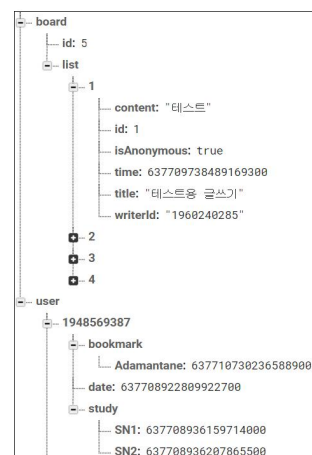 board
id: 5
list
1
content: "테스트"
id: 1
isAnonymous: true
time: 637709738489169300
title: "테스트용 글쓰기"
writerId: "1960240285"
2
3
4
user
1948569387
bookmark
Adamantane: 637710730236588900
date: 637708922809922700
study
SN1: 637708936159714000
SN2: 637708936207865500